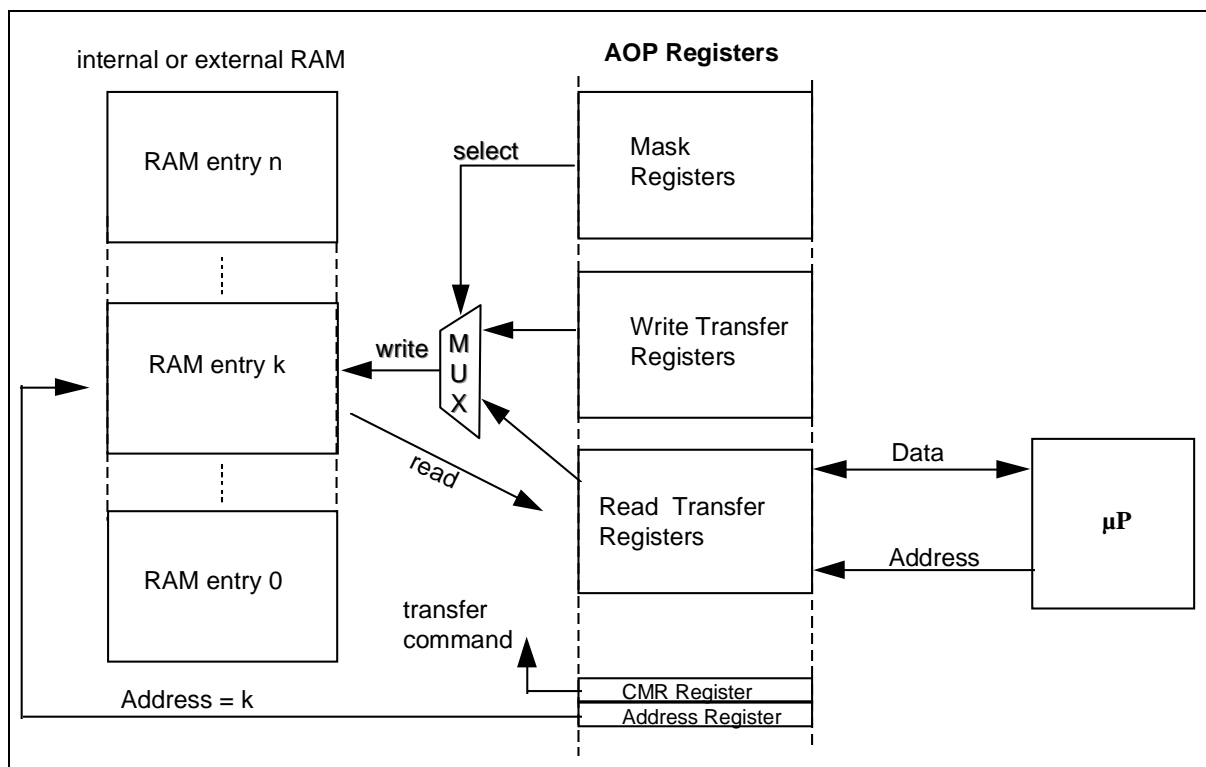 internal or external RAM
AOP Registers
RAM entry n
select
Mask
Registers
RAM entry k
write
M
U
X
Write Transfer
Registers
read
Read Transfer
Registers
Data
µP
Address
RAM entry 0
transfer
command
CMR Register
Address = k
Address Register